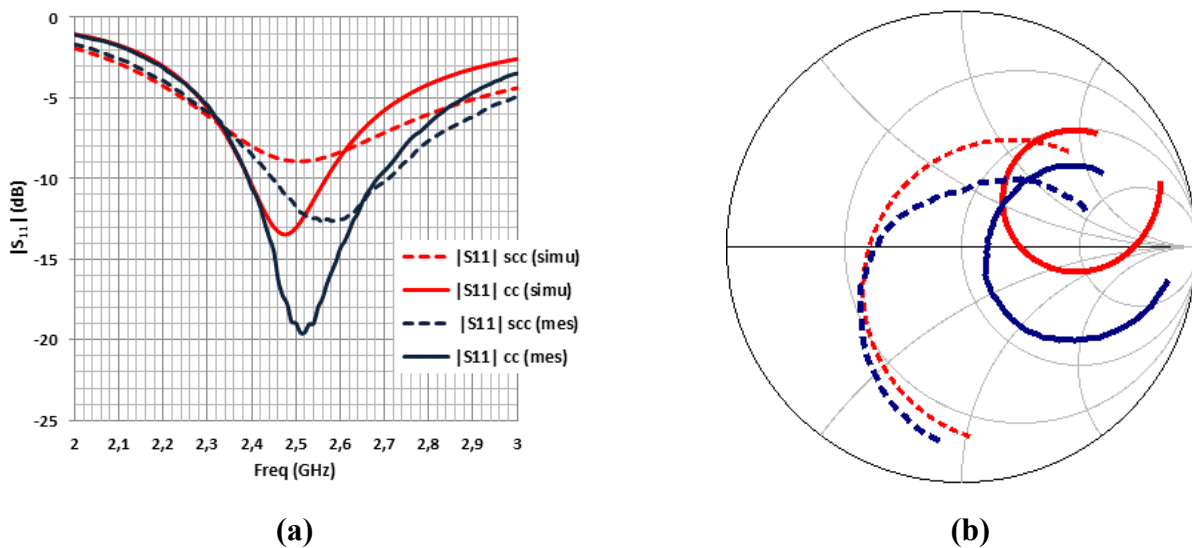 0
-5
-10
-15
-20
-25
|S11| (dB)
|S11| scc (simu)
|S11| cc (simu)
|S11| scc (mes)
|S11| cc (mes)
2 2,1 2,2 2,3 2,4 2,5 2,6 2,7 2,8 2,9 3
Freq (GHz)
(a) (b)